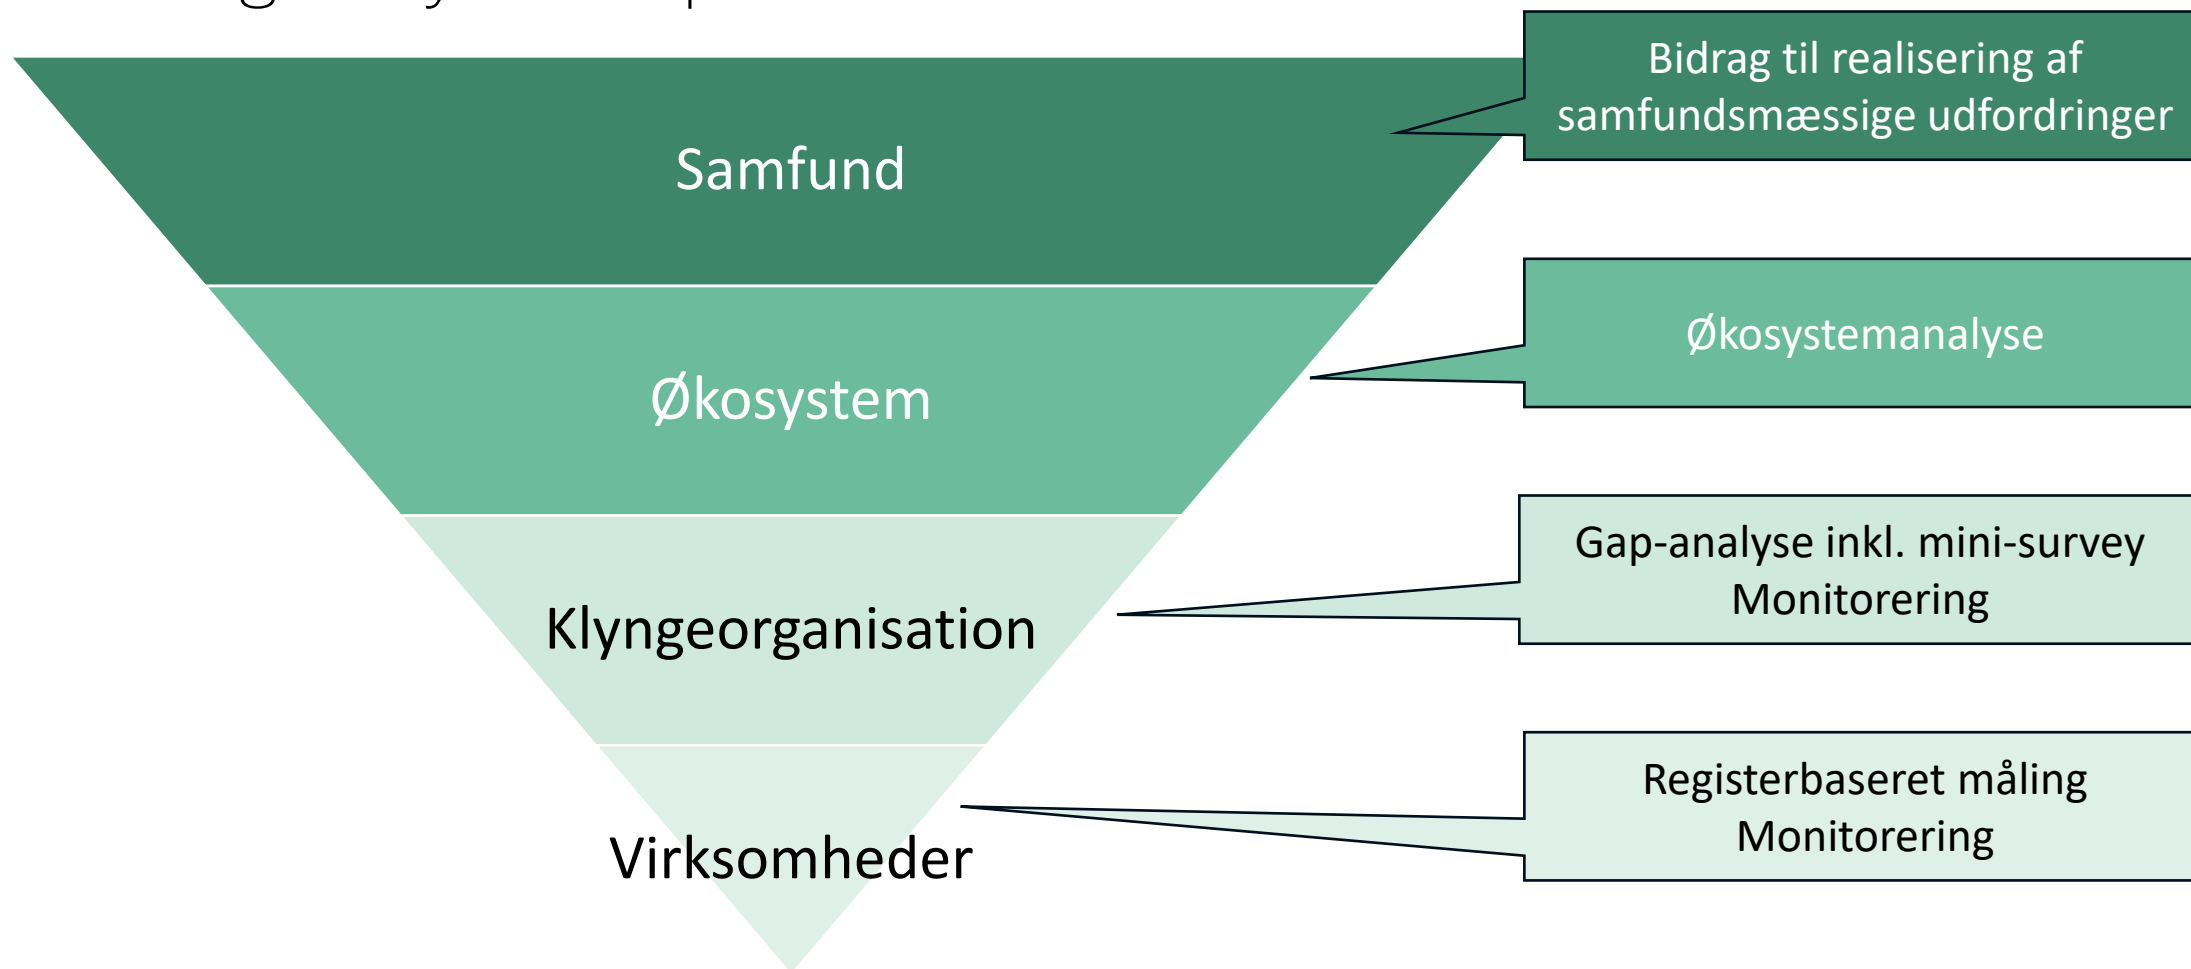 Bidrag til realisering af
samfundsmæssige udfordringer
Samfund
Økosystemanalyse
Økosystem
Gap-analyse inkl. mini-survey
Monitorering
Klyngeorganisation
Registerbaseret måling
Monitorering
Virksomheder